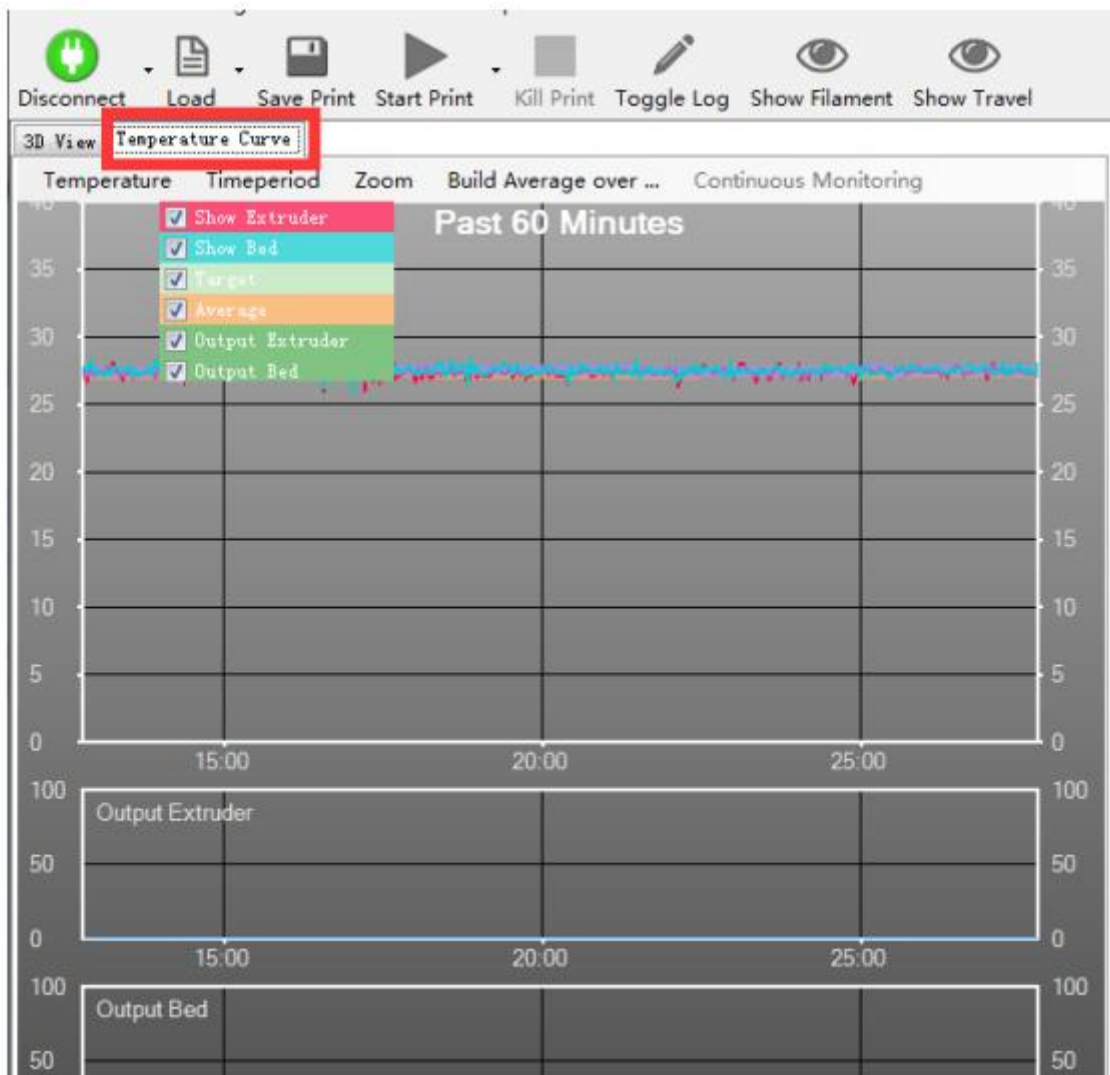 Disconnect Load Save Print Start Print Kill Print Toggle Log Show Filament Show Travel
3D View Temperature Curve
Temperature Timeperiod Zoom Build Average over ... Continuous Monitoring
Past 60 Minutes
Show Extruder
Show Bed
Target
Average
Output Extruder
Output Bed
40 40
35 35
30 30
25 25
20 20
15 15
10 10
5 5
0 0
15:00 20:00 25:00
100 100
Output Extruder
50 50
0 0
15:00 20:00 25:00
100 100
Output Bed
50 50